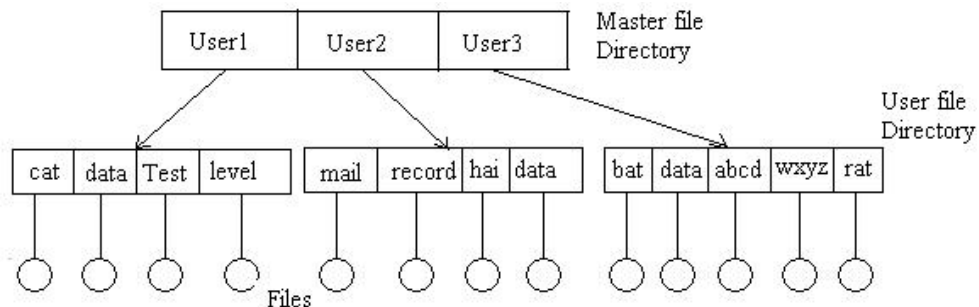 User1 User2 User3
Master file
Directory
User file
Directory
cat data Test level
mail record hai data
bat data abcd wxyz rat
Files